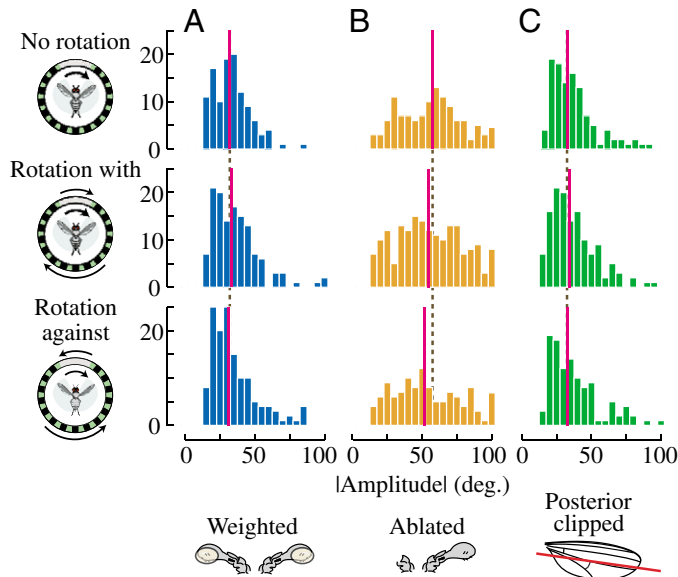 A B C
No rotation
20
10
0
Rotation with
20
10
0
Rotation
against
20
10
0
0 50 100 0 50 100 0 50 100
|Amplitude| (deg.)
Weighted
Ablated
Posterior
clipped